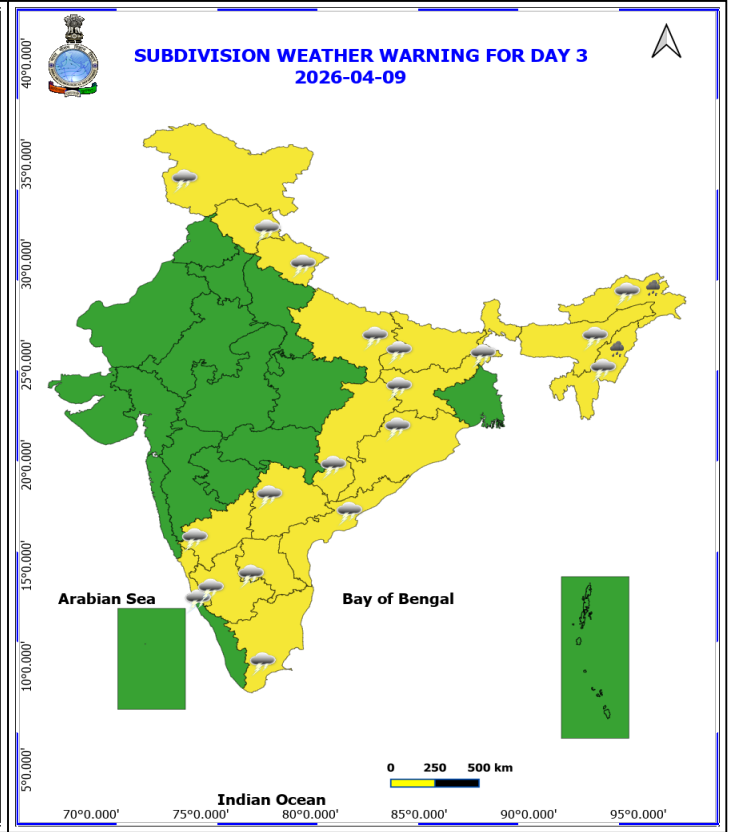 SUBDIVISION WEATHER WARNING FOR DAY 3
2026-04-09
40°0.000'
35°0.000'
30°0.000'
25°0.000'
20°0.000'
15°0.000'
Arabian Sea
Bay of Bengal
10°0.000'
5°0.000'
0 250 500 km
Indian Ocean
70°0.000' 75°0.000' 80°0.000' 85°0.000' 90°0.000' 95°0.000'